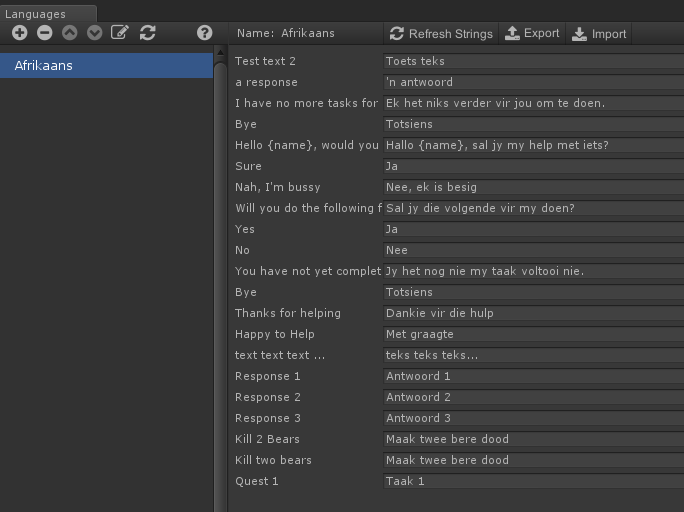 Languages
Name: Afrikaans
Refresh Strings
Export
Import
Afrikaans
Test text 2 Toets teks
a response 'n antwoord
I have no more tasks for Ek het niks verder vir jou om te doen.
Bye Totsiens
Hello {name}, would you Hallo {name}, sal jy my help met iets?
Sure Ja
Nah, I'm bussy Nee, ek is besig
Will you do the following f Sal jy die volgende vir my doen?
Yes Ja
No Nee
You have not yet complet Jy het nog nie my taak voltooi nie.
Bye Totsiens
Thanks for helping Dankie vir die hulp
Happy to Help Met graagte
text text text ... teks teks teks...
Response 1 Antwoord 1
Response 2 Antwoord 2
Response 3 Antwoord 3
Kill 2 Bears Maak twee bere dood
Kill two bears Maak twee bere dood
Quest 1 Taak 1